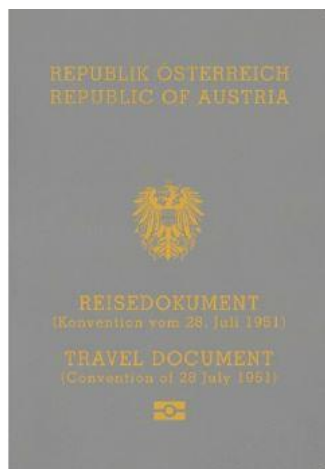 REPUBLIK ÖSTERREICH
REPUBLIC OF AUSTRIA
REISEDOKUMENT
(Konvention vom 28. Juli 1951)
TRAVEL DOCUMENT
(Convention of 28 July 1951)